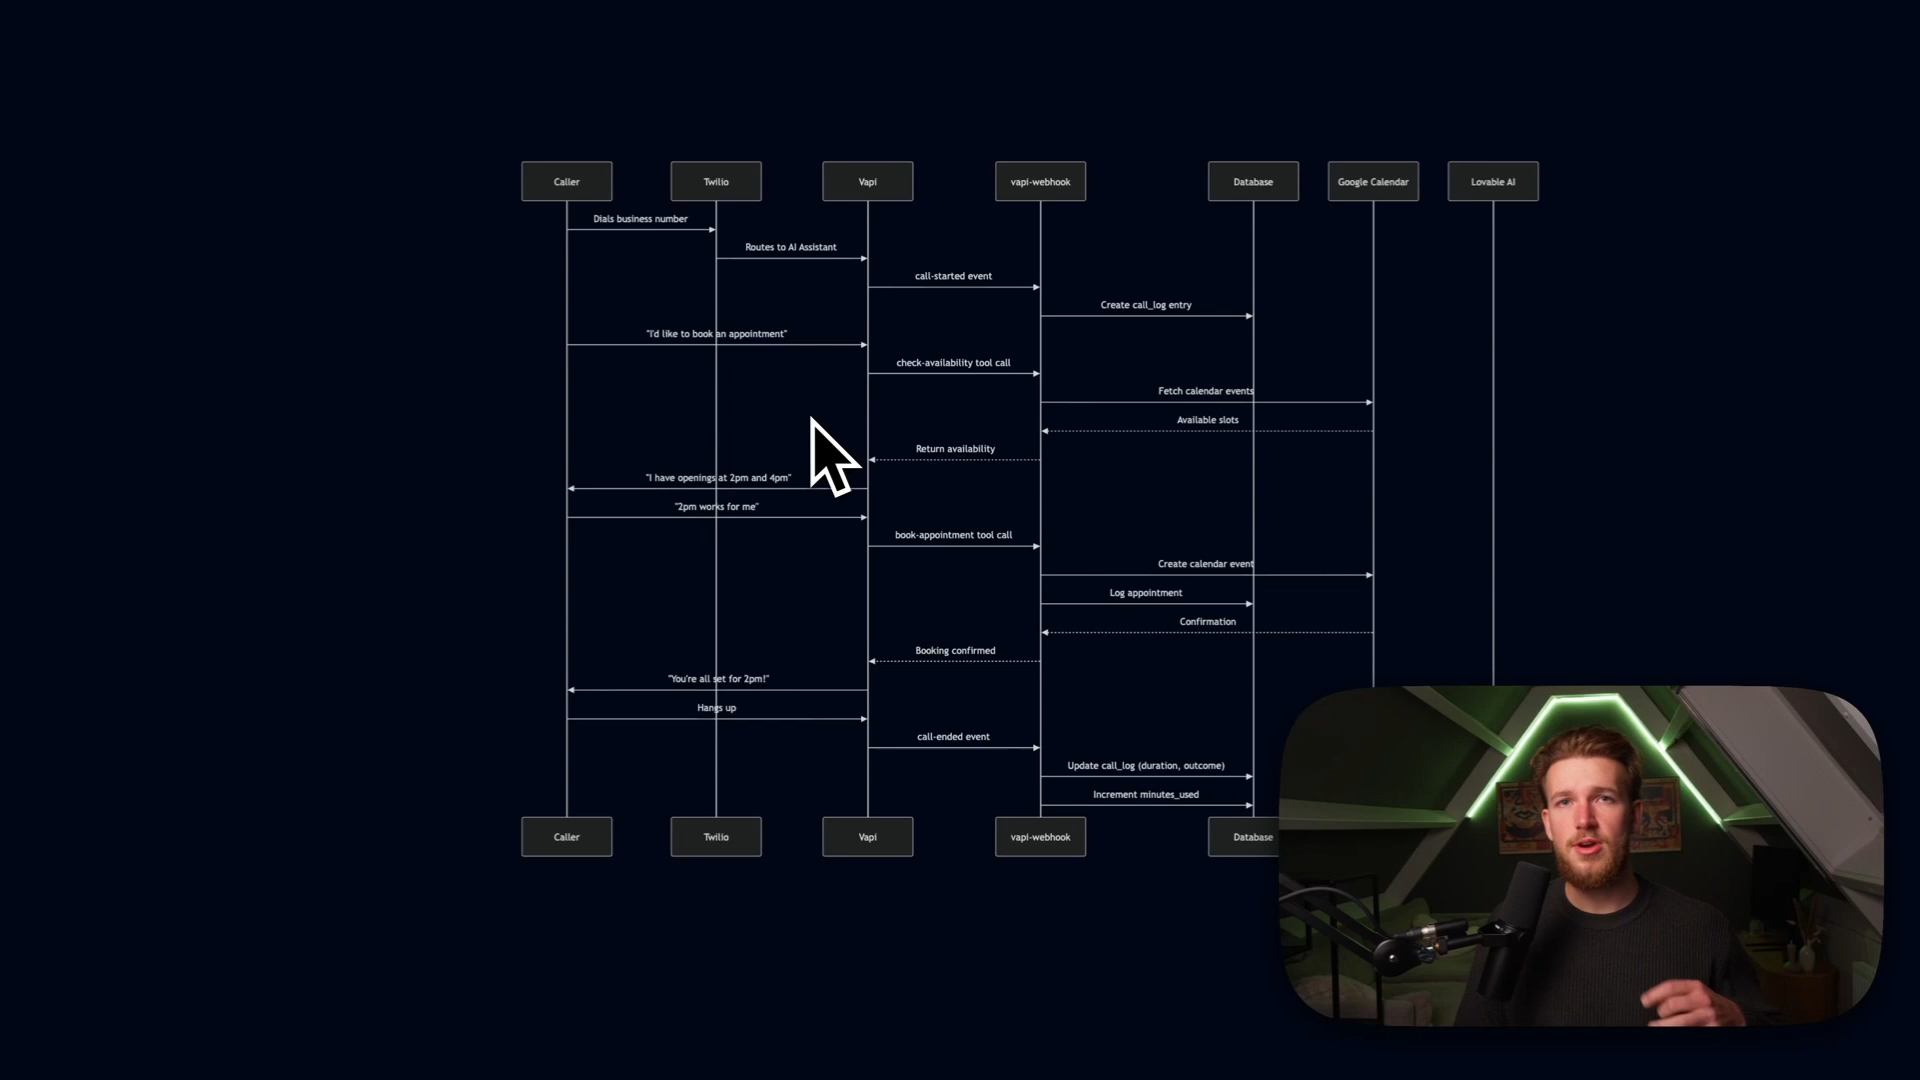 Caller
Twilio
Vapi
vapi-webhook
Database
Google Calendar
Lovable AI
Dials business number
Routes to AI Assistant
call-started event
Create call_log entry
"I'd like to book an appointment"
check-availability tool call
Fetch calendar events
Available slots
Return availability
"I have openings at 2pm and 4pm"
"2pm works for me"
book-appointment tool call
Create calendar event
Log appointment
Confirmation
Booking confirmed
"You're all set for 2pm!"
Hangs up
call-ended event
Update call_log (duration, outcome)
Increment minutes_used
Caller
Twilio
Vapi
vapi-webhook
Database